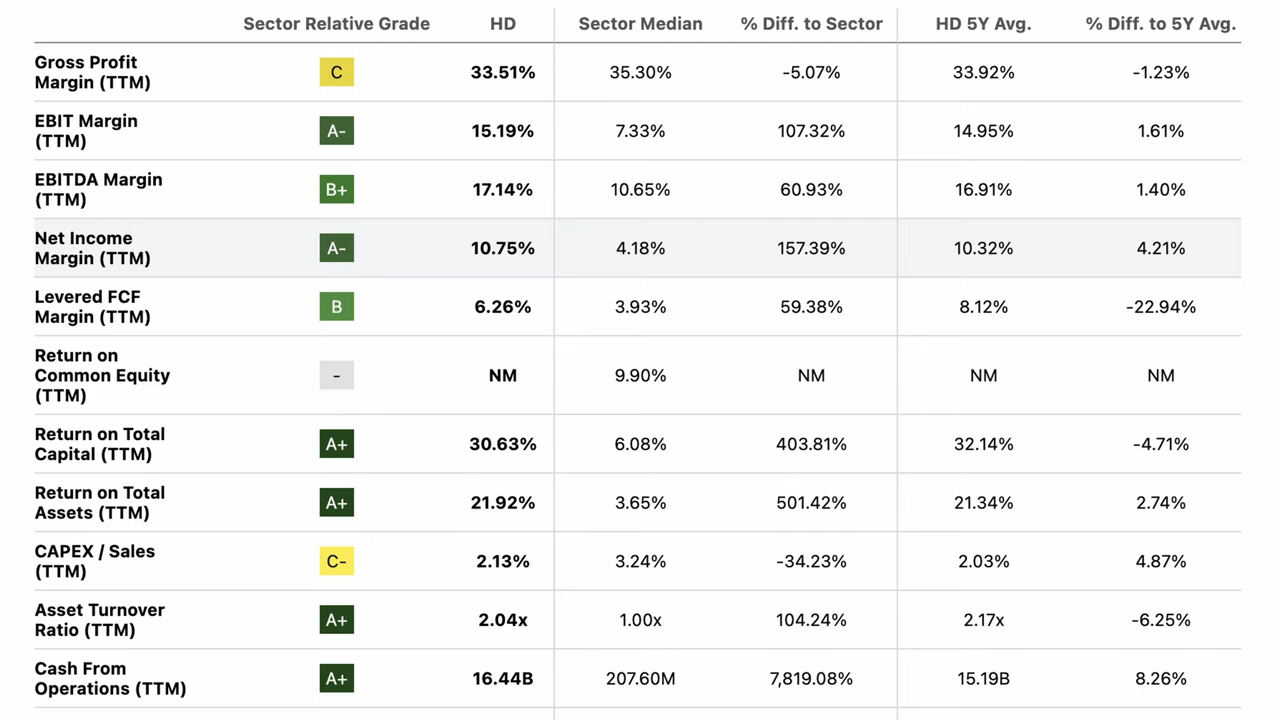 Sector Relative Grade HD Sector Median % Diff. to Sector HD 5Y Avg. % Diff. to 5Y Avg.
Gross Profit
Margin (TTM) C 33.51% 35.30% -5.07% 33.92% -1.23%
EBIT Margin
(TTM) A- 15.19% 7.33% 107.32% 14.95% 1.61%
EBITDA Margin
(TTM) B+ 17.14% 10.65% 60.93% 16.91% 1.40%
Net Income
Margin (TTM) A- 10.75% 4.18% 157.39% 10.32% 4.21%
Levered FCF
Margin (TTM) B 6.26% 3.93% 59.38% 8.12% -22.94%
Return on
Common Equity
(TTM) - NM 9.90% NM NM NM
Return on Total
Capital (TTM) A+ 30.63% 6.08% 403.81% 32.14% -4.71%
Return on Total
Assets (TTM) A+ 21.92% 3.65% 501.42% 21.34% 2.74%
CAPEX / Sales
(TTM) C- 2.13% 3.24% -34.23% 2.03% 4.87%
Asset Turnover
Ratio (TTM) A+ 2.04x 1.00x 104.24% 2.17x -6.25%
Cash From
Operations (TTM) A+ 16.44B 207.60M 7,819.08% 15.19B 8.26%